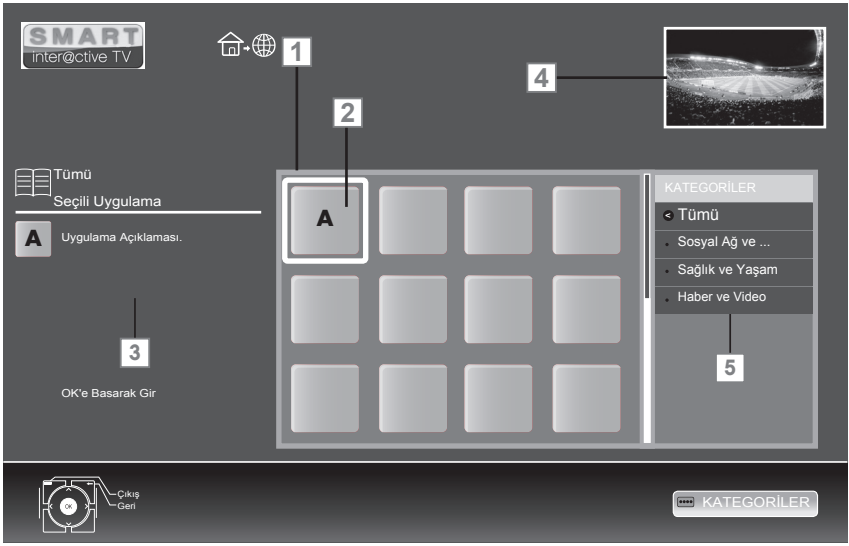 SMART
inter@ctive TV
1
2
4
Tümü
Seçili Uygulama
A
Uygulama Açıklaması.
3
OK'e Basarak Gir
A
KATEGORİLER
Tümü
Sosyal Ağ ve ...
Sağlık ve Yaşam
Haber ve Video
5
OK
Çıkış
Geri
KATEGORİLER